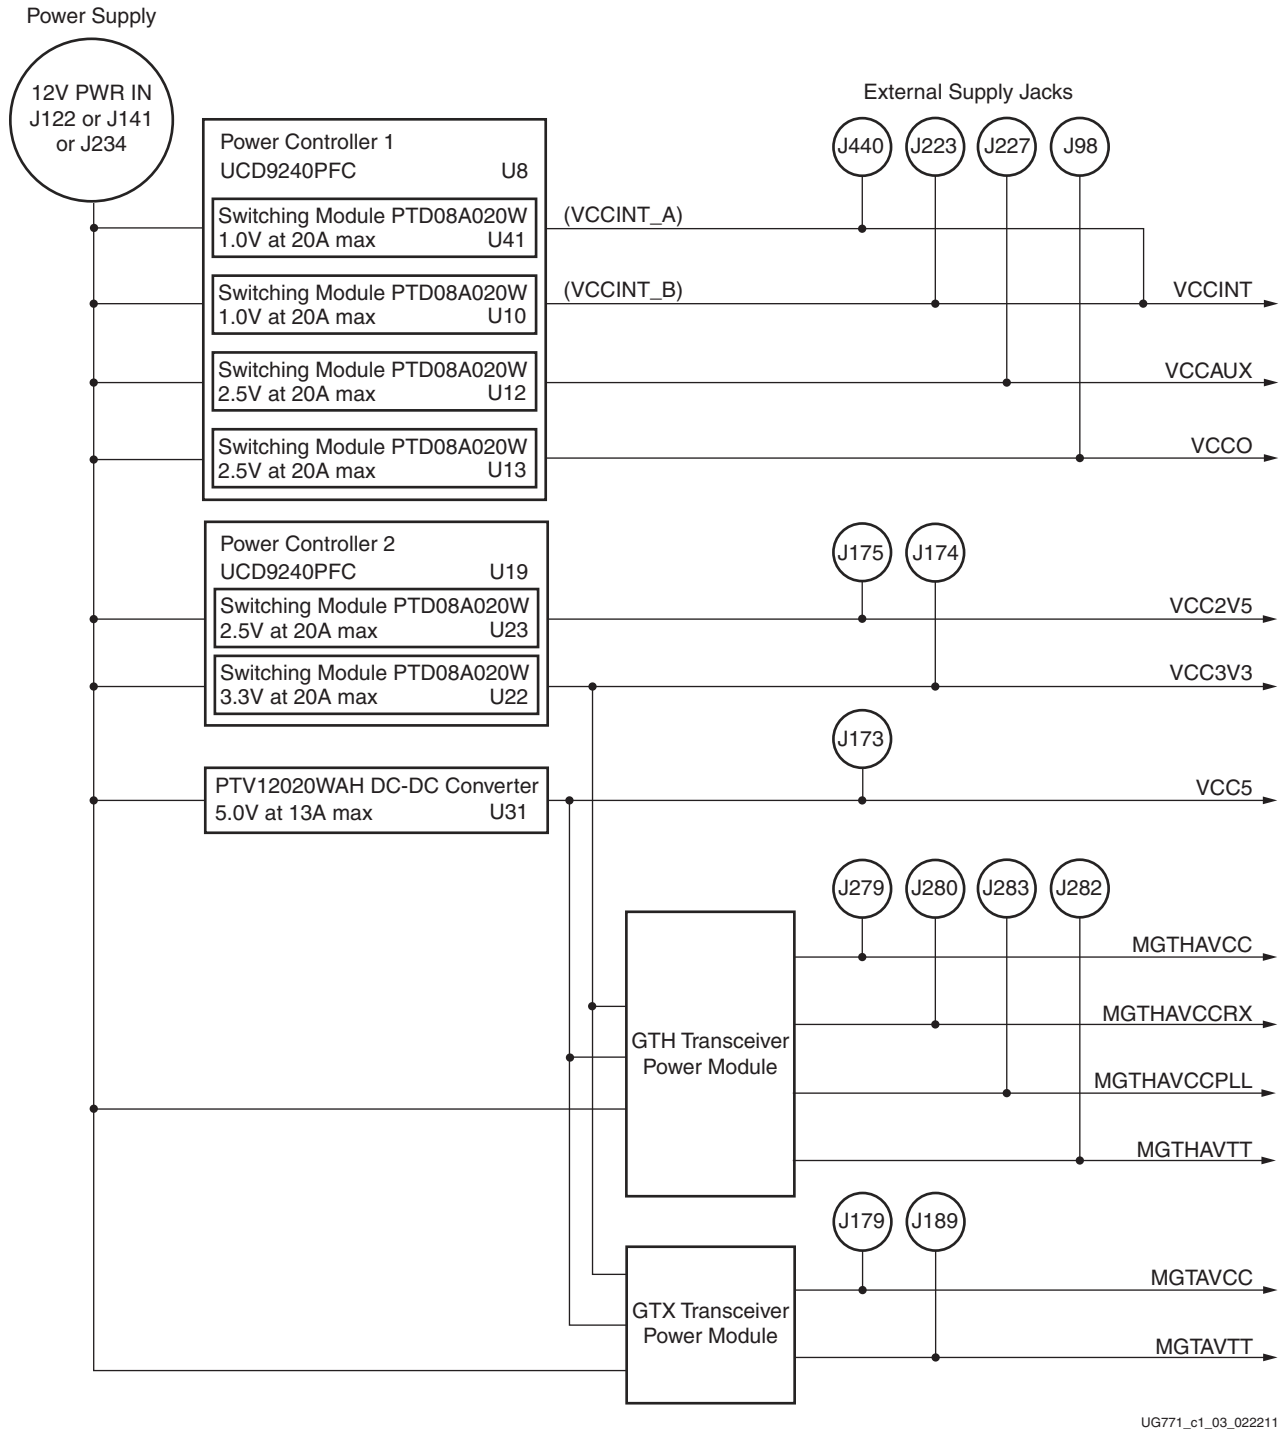 Power Supply
12V PWR IN
J122 or J141
or J234
External Supply Jacks
J440 J223 J227 J98
Power Controller 1
UCD9240PFC U8
Switching Module PTD08A020W
1.0V at 20A max U41
(VCCINT_A)
Switching Module PTD08A020W
1.0V at 20A max U10
(VCCINT_B)
VCCINT
Switching Module PTD08A020W
2.5V at 20A max U12
VCCAUX
Switching Module PTD08A020W
2.5V at 20A max U13
VCCO
Power Controller 2
UCD9240PFC U19
J175 J174
Switching Module PTD08A020W
2.5V at 20A max U23
VCC2V5
Switching Module PTD08A020W
3.3V at 20A max U22
VCC3V3
J173
PTV12020WAH DC-DC Converter
5.0V at 13A max U31
VCC5
J279 J280 J283 J282
GTH Transceiver
Power Module
MGTHAVCC
MGTHAVCCRX
MGTHAVCCPLL
MGTHAVTT
J179 J189
GTX Transceiver
Power Module
MGTAVCC
MGTAVTT
UG771_c1_03_022211